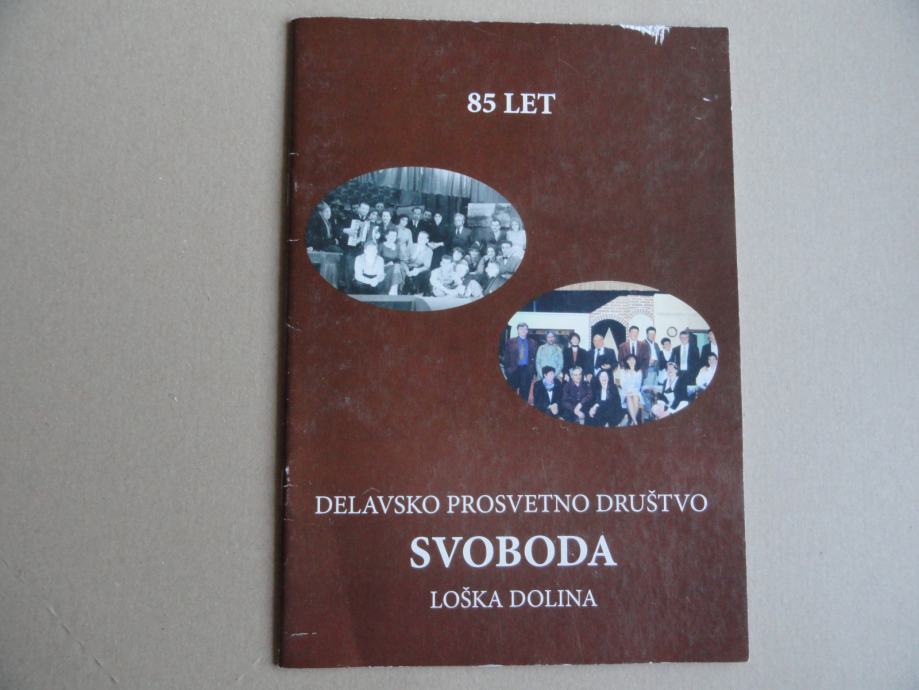 85 LET
DELAVSKO PROSVETNO DRUŠTVO
SVOBODA
LOŠKA DOLINA